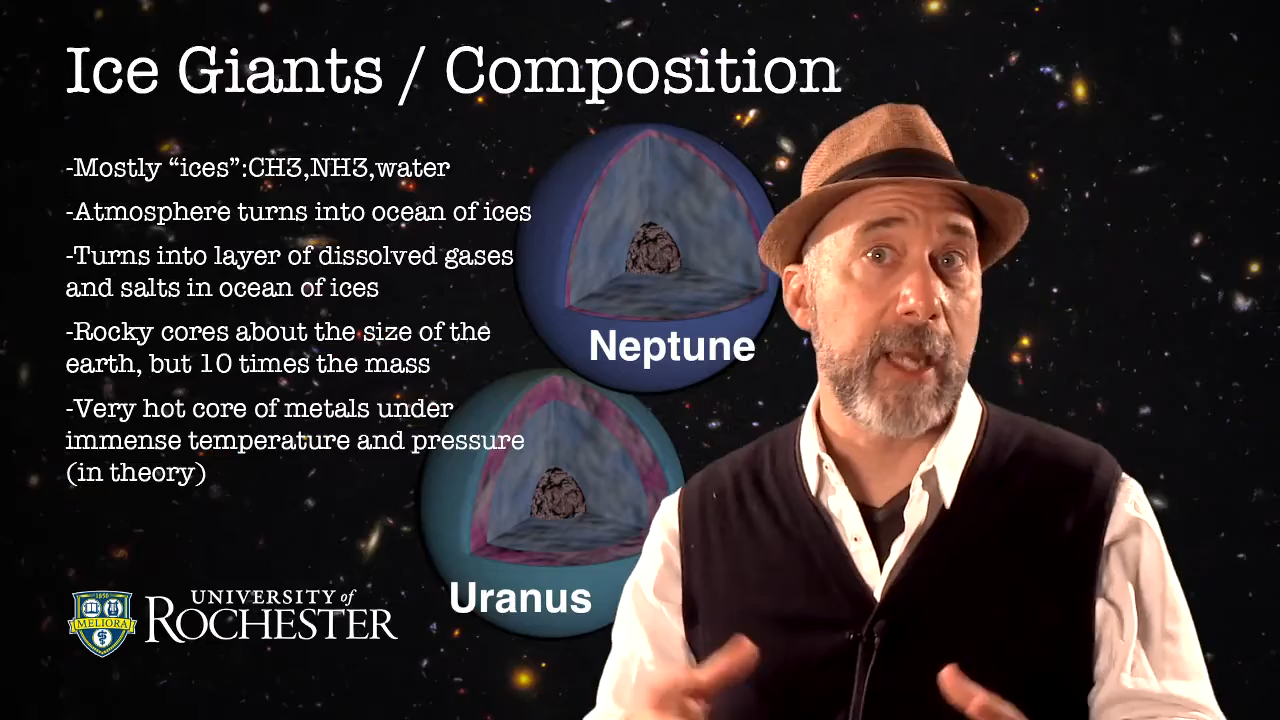 Ice Giants / Composition
-Mostly “ices”:CH3,NH3,water
-Atmosphere turns into ocean of ices
-Turns into layer of dissolved gases
and salts in ocean of ices
-Rocky cores about the size of the
earth, but 10 times the mass
-Very hot core of metals under
immense temperature and pressure
(in theory)
Neptune
Uranus
1850
MELIORA
UNIVERSITY of
ROCHESTER